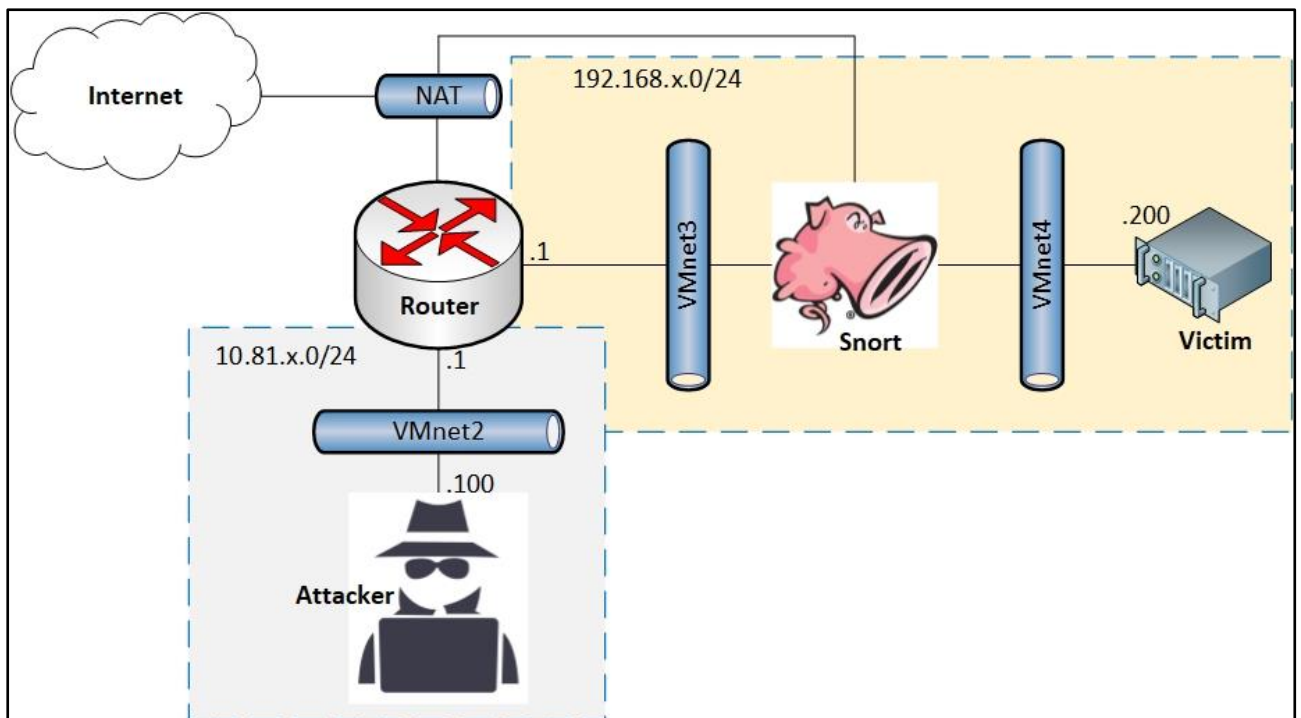 Internet
NAT
192.168.x.0/24
VMnet3
VMnet4
.200
.1
Router
Snort
Victim
10.81.x.0/24
.1
VMnet2
.100
Attacker